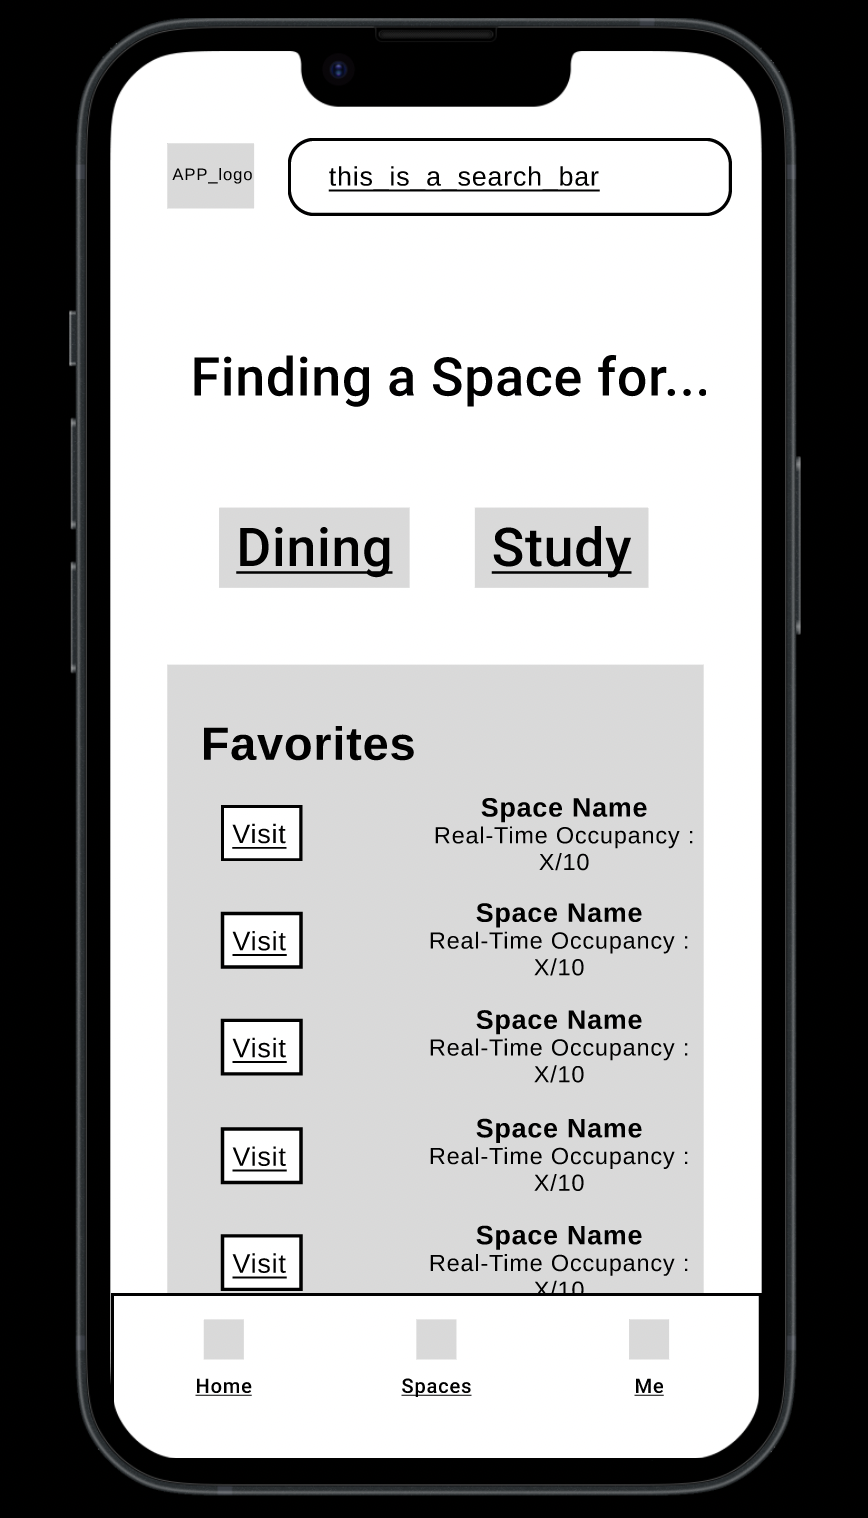 APP_logo
this_is_a_search_bar
Finding a Space for...
Dining
Study
Favorites
Visit
Space Name
Real-Time Occupancy :
X/10
Visit
Space Name
Real-Time Occupancy :
X/10
Visit
Space Name
Real-Time Occupancy :
X/10
Visit
Space Name
Real-Time Occupancy :
X/10
Visit
Space Name
Real-Time Occupancy :
X/10
Home
Spaces
Me